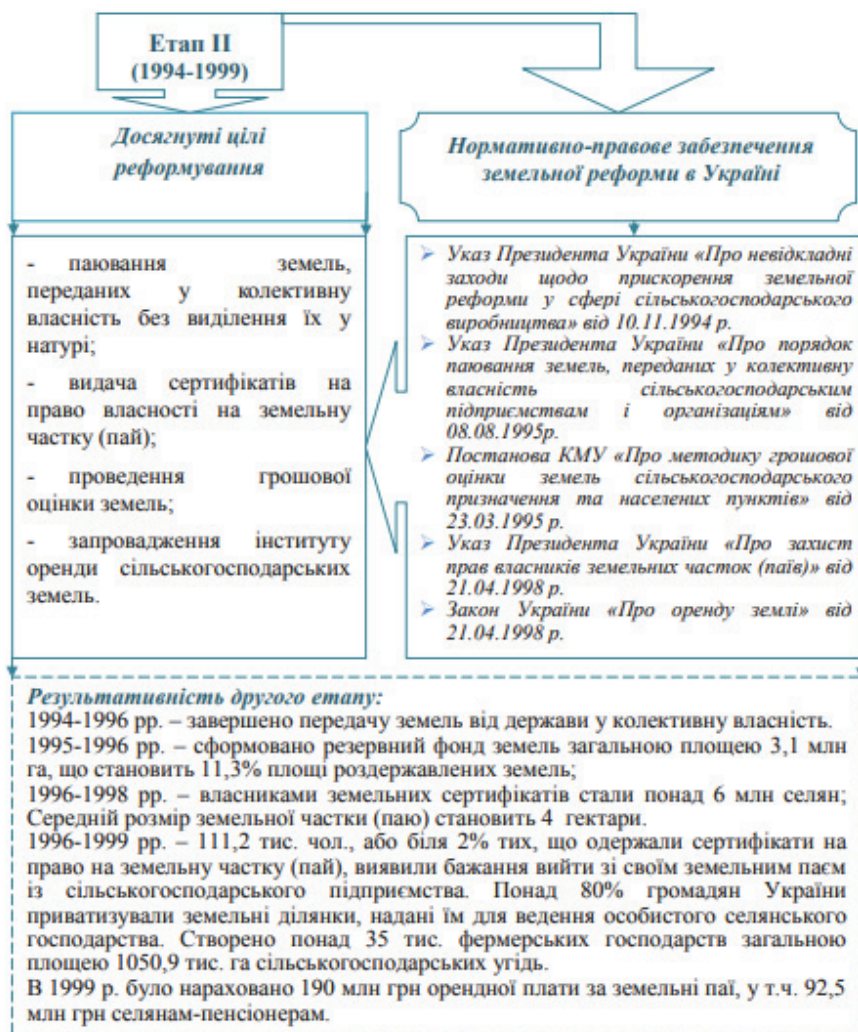 Етап II
(1994-1999)
Досягнуті цілі
реформування
Нормативно-правове забезпечення
земельної реформи в Україні
- паювання земель,
переданих у колективну
власність без виділення їх у
натурі;
- видача сертифікатів на
право власності на земельну
частку (пай);
- проведення грошової
оцінки земель;
- запровадження інституту
оренди сільськогосподарських
земель.
Указ Президента України «Про невідкладні
заходи щодо прискорення земельної
реформи у сфері сільськогосподарського
виробництва» від 10.11.1994 р.
Указ Президента України «Про порядок
паювання земель, переданих у колективну
власність сільськогосподарським
підприємствам і організаціям» від
08.08.1995р.
Постанова КМУ «Про методику грошової
оцінки земель сільськогосподарського
призначення та населених пунктів» від
23.03.1995 р.
Указ Президента України «Про захист
прав власників земельних часток (паїв)» від
21.04.1998 р.
Закон України «Про оренду землі» від
21.04.1998 р.
Результативність другого етапу:
1994-1996 рр. – завершено передачу земель від держави у колективну власність.
1995-1996 рр. – сформовано резервний фонд земель загальною площею 3,1 млн
га, що становить 11,3% площі роздержавлених земель;
1996-1998 рр. – власниками земельних сертифікатів стали понад 6 млн селян;
Середній розмір земельної частки (паю) становить 4 гектари.
1996-1999 рр. – 111,2 тис. чол., або біля 2% тих, що одержали сертифікати на
право на земельну частку (пай), виявили бажання вийти зі своїм земельним паєм
із сільськогосподарського підприємства. Понад 80% громадян України
приватизували земельні ділянки, надані їм для ведення особистого селянського
господарства. Створено понад 35 тис. фермерських господарств загальною
площею 1050,9 тис. га сільськогосподарських угідь.
В 1999 р. було нараховано 190 млн грн орендної плати за земельні паї, у т.ч. 92,5
млн грн селянам-пенсіонерам.